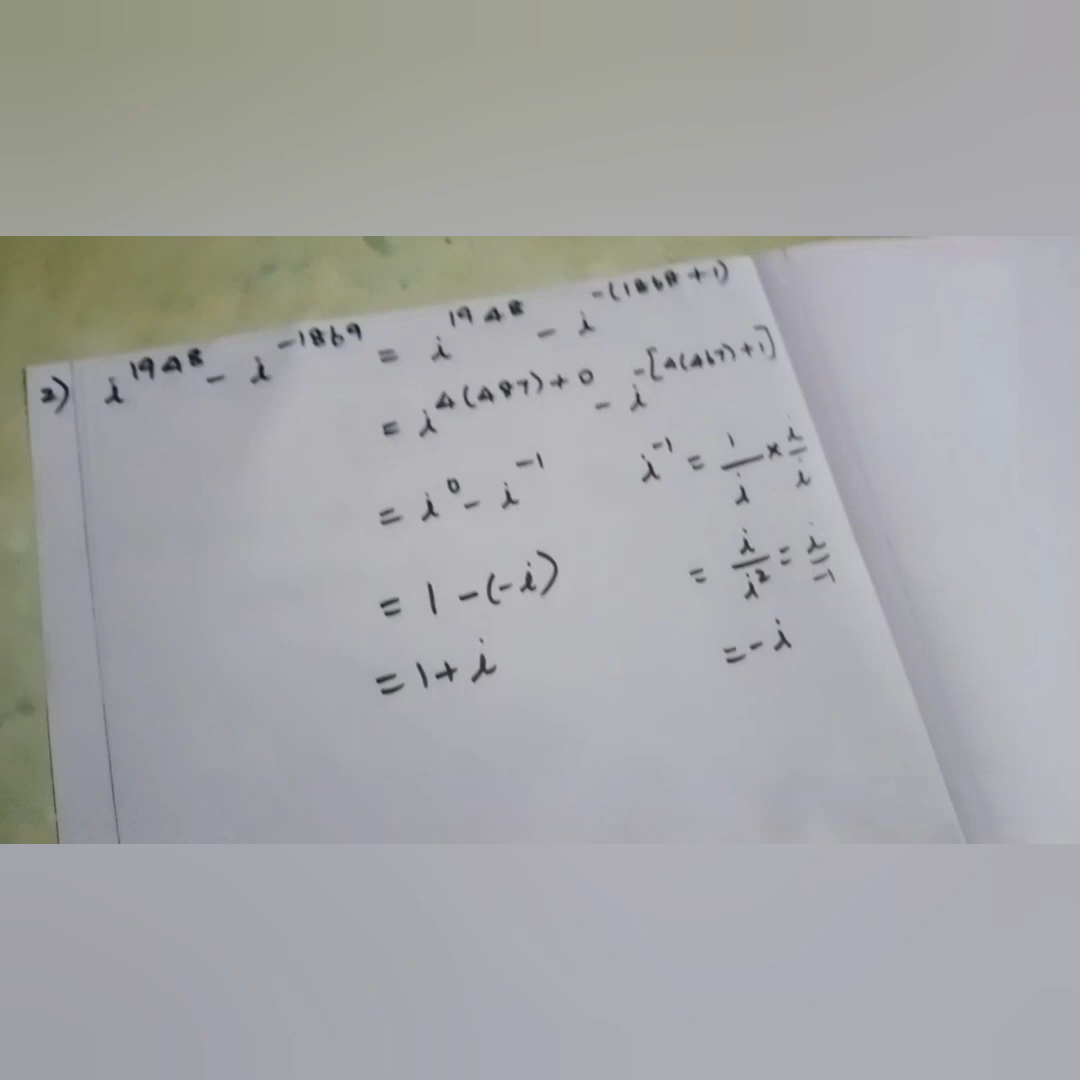 2) i^1948 - i^-1869 = i^1948 - i^-(1868+1)
= i^4(487)+0 - i^-[4(467)+1]
= i^0 - i^-1 i^-1 = 1/i × i/i
= 1 - (-i) = i/i^2 = i/-1
= 1 + i = -i